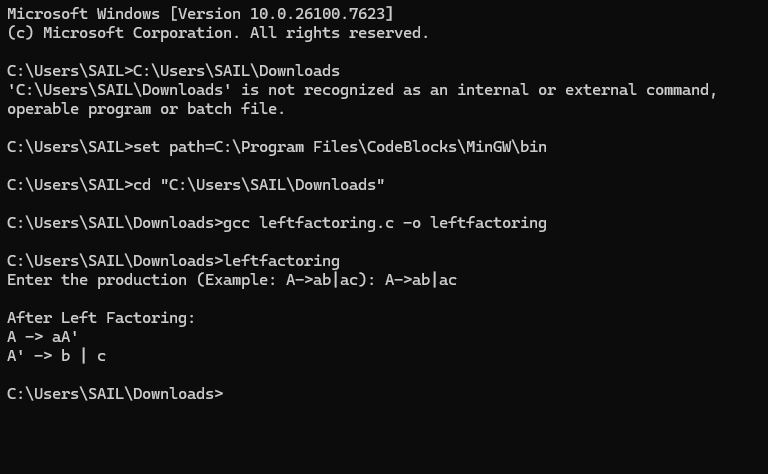 Microsoft Windows [Version 10.0.26100.7623]
(c) Microsoft Corporation. All rights reserved.
C:\Users\SAIL>C:\Users\SAIL\Downloads
'C:\Users\SAIL\Downloads' is not recognized as an internal or external command,
operable program or batch file.
C:\Users\SAIL>set path=C:\Program Files\CodeBlocks\MinGW\bin
C:\Users\SAIL>cd "C:\Users\SAIL\Downloads"
C:\Users\SAIL\Downloads>gcc leftfactoring.c -o leftfactoring
C:\Users\SAIL\Downloads>leftfactoring
Enter the production (Example: A->ab|ac): A->ab|ac
After Left Factoring:
A -> aA'
A' -> b | c
C:\Users\SAIL\Downloads>